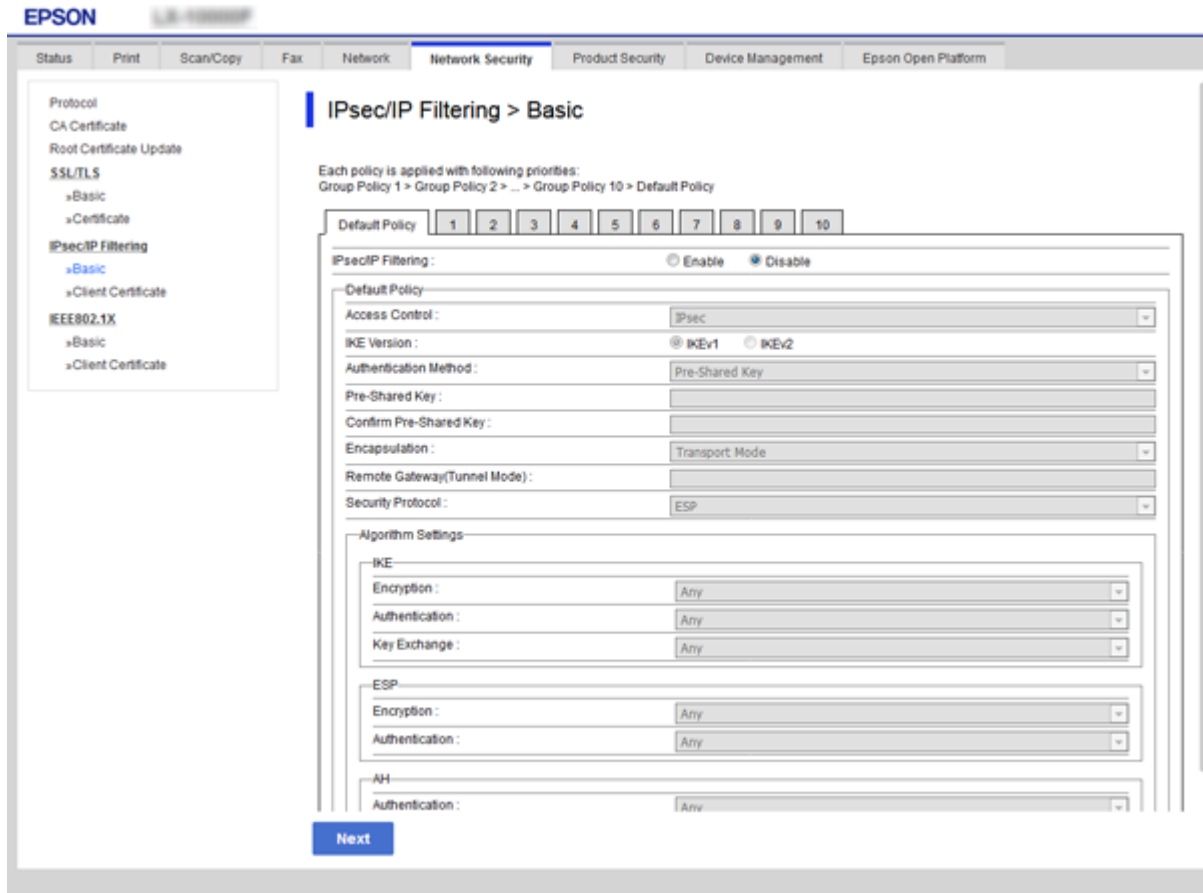 EPSON
Status Print Scan/Copy Fax Network Network Security Product Security Device Management Epson Open Platform
Protocol
CA Certificate
Root Certificate Update
SSL/TLS
»Basic
»Certificate
IPsec/IP Filtering
»Basic
»Client Certificate
IEEE802.1X
»Basic
»Client Certificate
IPsec/IP Filtering > Basic
Each policy is applied with following priorities:
Group Policy 1 > Group Policy 2 > ... > Group Policy 10 > Default Policy
Default Policy 1 2 3 4 5 6 7 8 9 10
IPsec/IP Filtering : Enable Disable
Default Policy
Access Control : IPsec
IKE Version : IKEv1 IKEv2
Authentication Method : Pre-Shared Key
Pre-Shared Key :
Confirm Pre-Shared Key :
Encapsulation : Transport Mode
Remote Gateway(Tunnel Mode) :
Security Protocol : ESP
Algorithm Settings
IKE
Encryption : Any
Authentication : Any
Key Exchange : Any
ESP
Encryption : Any
Authentication : Any
AH
Authentication : Any
Next